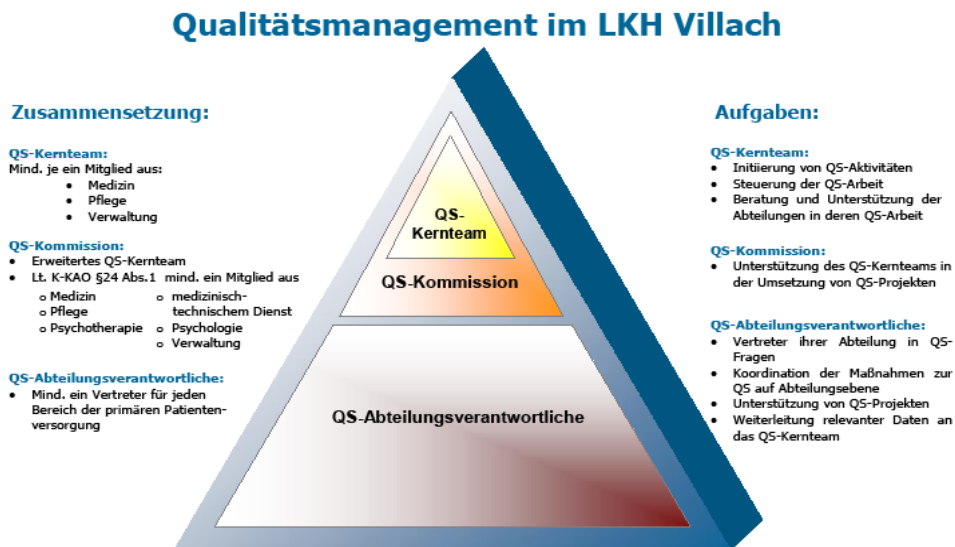 Qualitätsmanagement im LKH Villach
Zusammensetzung:
QS-Kernteam:
Mind. je ein Mitglied aus:
• Medizin
• Pflege
• Verwaltung
QS-Kommission:
• Erweitertes QS-Kernteam
• Lt. K-KAO §24 Abs.1 mind. ein Mitglied aus
o Medizin
o Pflege
o Psychotherapie
o medizinisch-
technischem Dienst
o Psychologie
o Verwaltung
QS-Abteilungsverantwortliche:
• Mind. ein Vertreter für jeden
Bereich der primären Patienten-
versorgung
QS-
Kernteam
QS-Kommission
QS-Abteilungsverantwortliche
Aufgaben:
QS-Kernteam:
• Initiierung von QS-Aktivitäten
• Steuerung der QS-Arbeit
• Beratung und Unterstützung der
Abteilungen in deren QS-Arbeit
QS-Kommission:
• Unterstützung des QS-Kernteams in
der Umsetzung von QS-Projekten
QS-Abteilungsverantwortliche:
• Vertreter ihrer Abteilung in QS-
Fragen
• Koordination der Maßnahmen zur
QS auf Abteilungsebene
• Unterstützung von QS-Projekten
• Weiterleitung relevanter Daten an
das QS-Kernteam